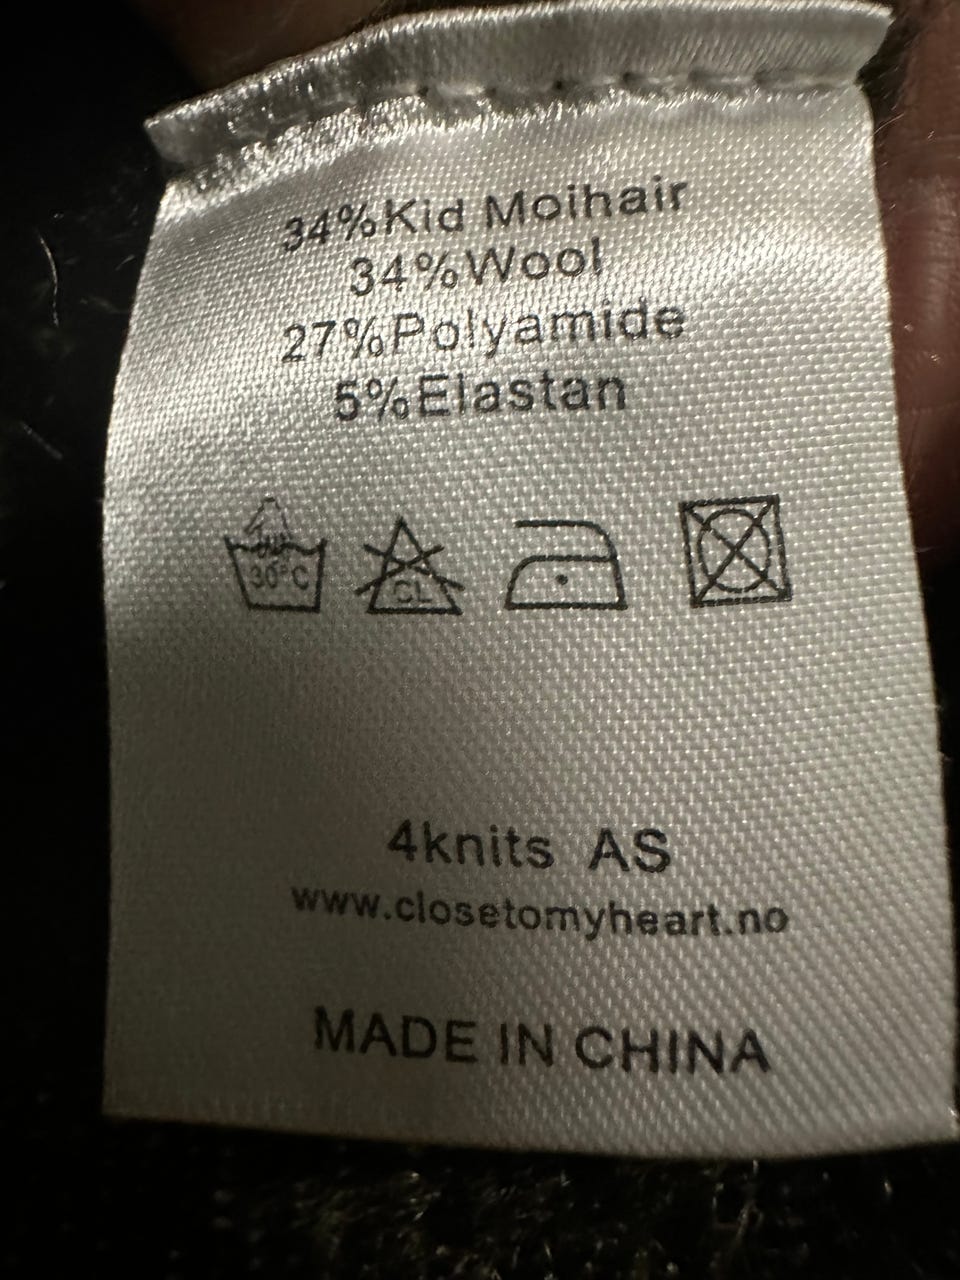 34%Kid Moihair
34%Wool
27%Polyamide
5%Elastan
30°C CL
4knits AS
www.closetomyheart.no
MADE IN CHINA